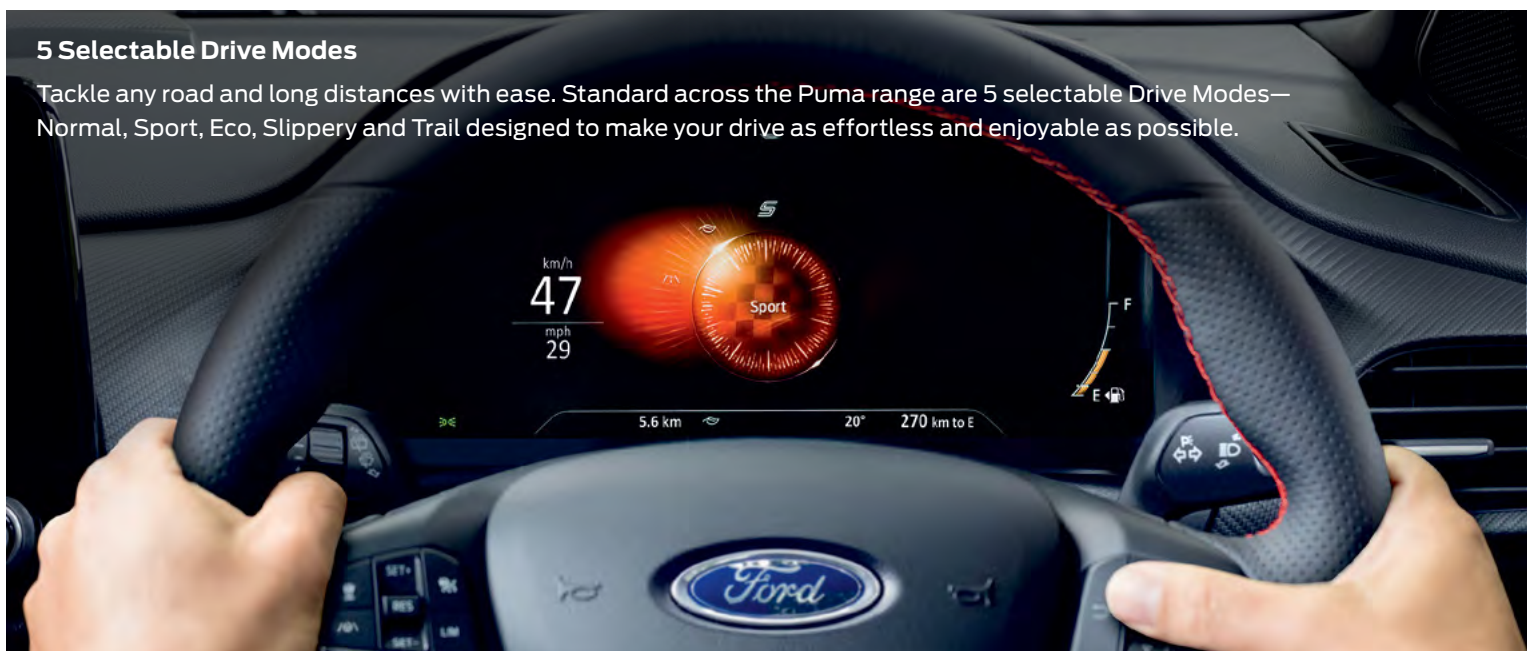 5 Selectable Drive Modes
Tackle any road and long distances with ease. Standard across the Puma range are 5 selectable Drive Modes—
Normal, Sport, Eco, Slippery and Trail designed to make your drive as effortless and enjoyable as possible.
km/h
47
mph
29
Sport
F
E
5.6 km
20°
270 km to E
SET+
RES
SET-
LIM
Ford